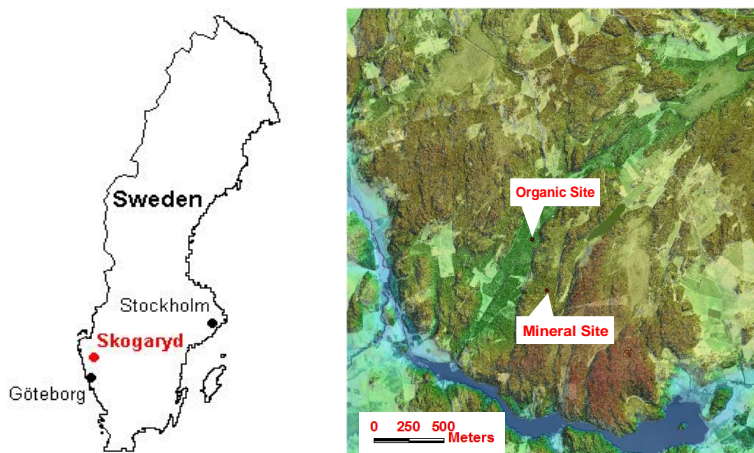 Sweden
Stockholm
Skogaryd
Göteborg
Organic Site
Mineral Site
0 250 500
Meters